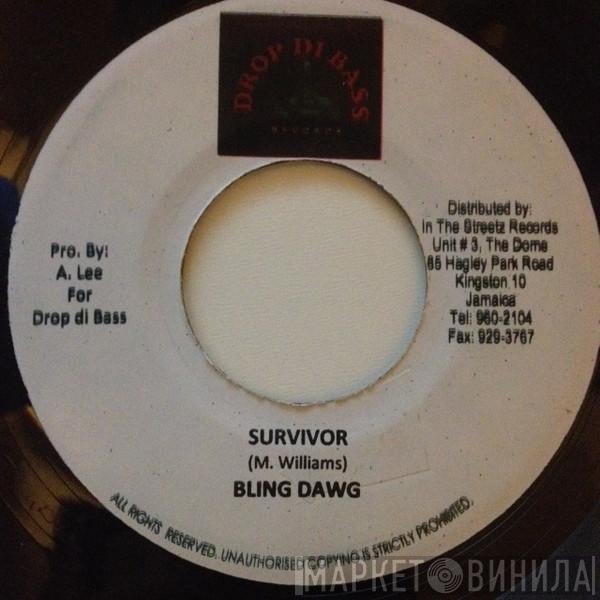 DROP DI BASS
RECORDS
Pro. By:
A. Lee
For
Drop di Bass
Distributed by:
In The Streetz Records
Unit # 3, The Dome
85 Hagley Park Road
Kingston 10
Jamaica
Tel: 960-2104
Fax: 929-3767
SURVIVOR
(M. Williams)
BLING DAWG
ALL RIGHTS RESERVED. UNAUTHORISED COPYING IS STRICTLY PROHIBITED.
МАРКЕТ ВИНИЛА